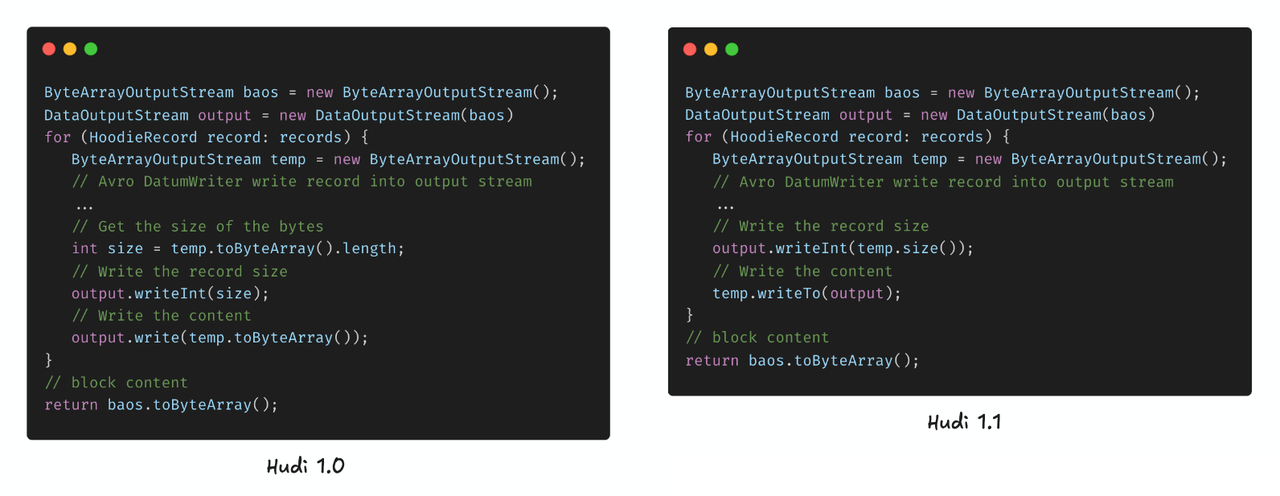 ByteArrayOutputStream baos = new ByteArrayOutputStream();
DataOutputStream output = new DataOutputStream(baos)
for (HoodieRecord record: records) {
ByteArrayOutputStream temp = new ByteArrayOutputStream();
// Avro DatumWriter write record into output stream
...
// Get the size of the bytes
int size = temp.toByteArray().length;
// Write the record size
output.writeInt(size);
// Write the content
output.write(temp.toByteArray());
}
// block content
return baos.toByteArray();
Hudi 1.0
ByteArrayOutputStream baos = new ByteArrayOutputStream();
DataOutputStream output = new DataOutputStream(baos)
for (HoodieRecord record: records) {
ByteArrayOutputStream temp = new ByteArrayOutputStream();
// Avro DatumWriter write record into output stream
...
// Write the record size
output.writeInt(temp.size());
// Write the content
temp.writeTo(output);
}
// block content
return baos.toByteArray();
Hudi 1.1